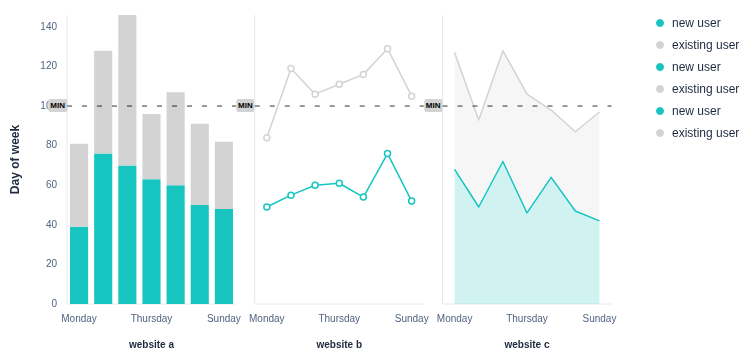 140
120
100
80
60
40
20
0
Day of week
MIN
MIN
MIN
Monday
Thursday
Sunday
Monday
Thursday
Sunday
Monday
Thursday
Sunday
website a
website b
website c
new user
existing user
new user
existing user
new user
existing user